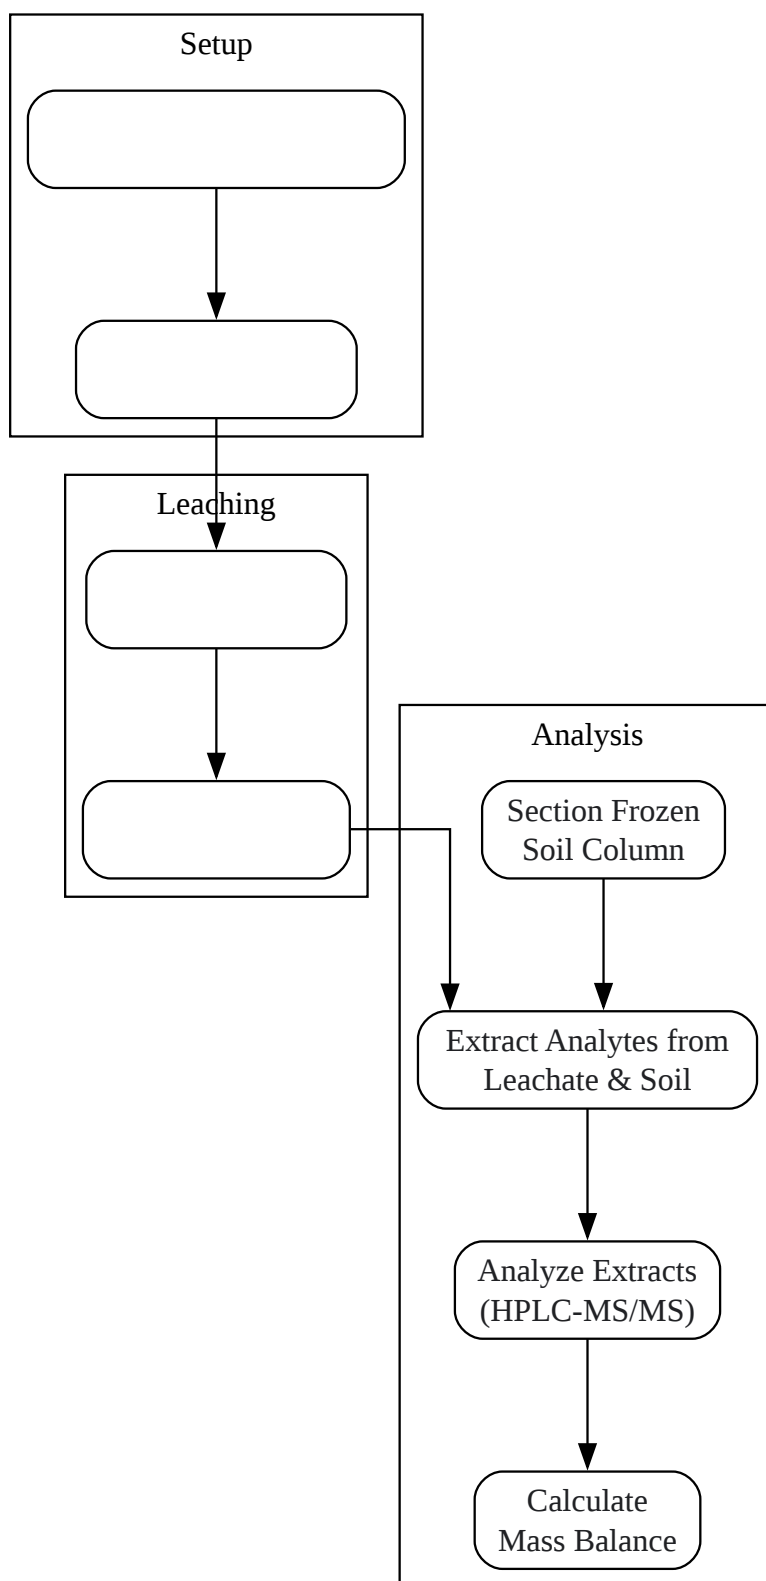 Setup
Leaching
Analysis
Section Frozen
Soil Column
Extract Analytes from
Leachate & Soil
Analyze Extracts
(HPLC-MS/MS)
Calculate
Mass Balance